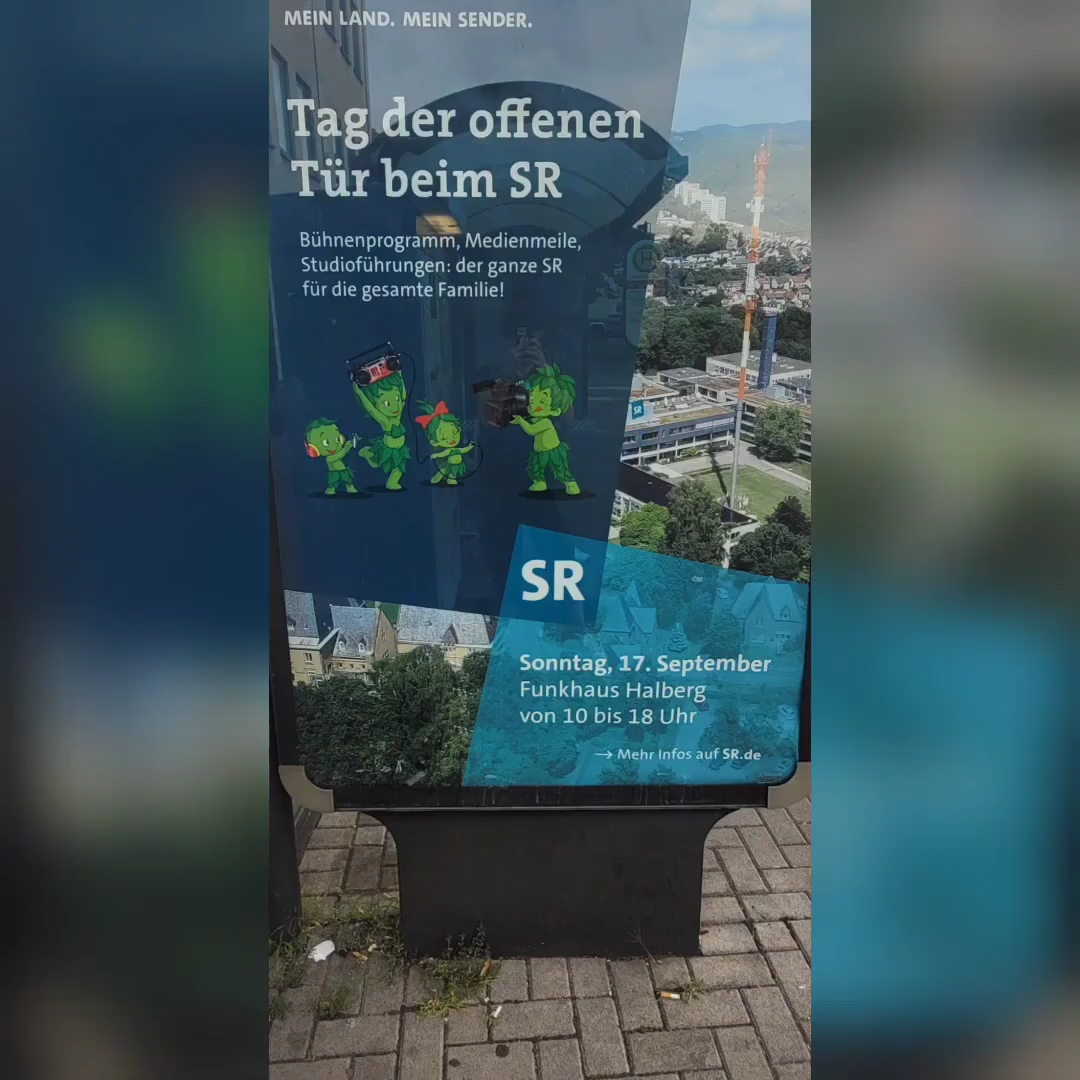 MEIN LAND. MEIN SENDER.
Tag der offenen
Tür beim SR
Bühnenprogramm, Medienmeile,
Studioführungen: der ganze SR
für die gesamte Familie!
H
SR
SR
Sonntag, 17. September
Funkhaus Halberg
von 10 bis 18 Uhr
→ Mehr Infos auf SR.de